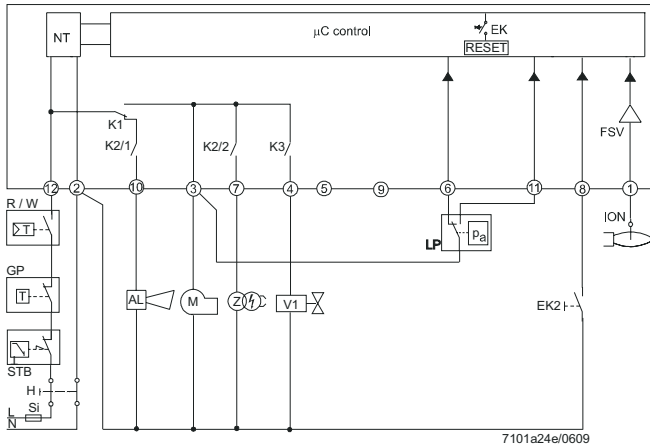 NT
µC control
EK
RESET
FSV
K1
K2/1
K2/2
K3
12
2
10
3
7
4
5
9
6
11
8
1
R / W
T
GP
T
STB
H
L
Si
N
AL
M
Z
V1
LP
pa
EK2
ION
7101a24e/0609